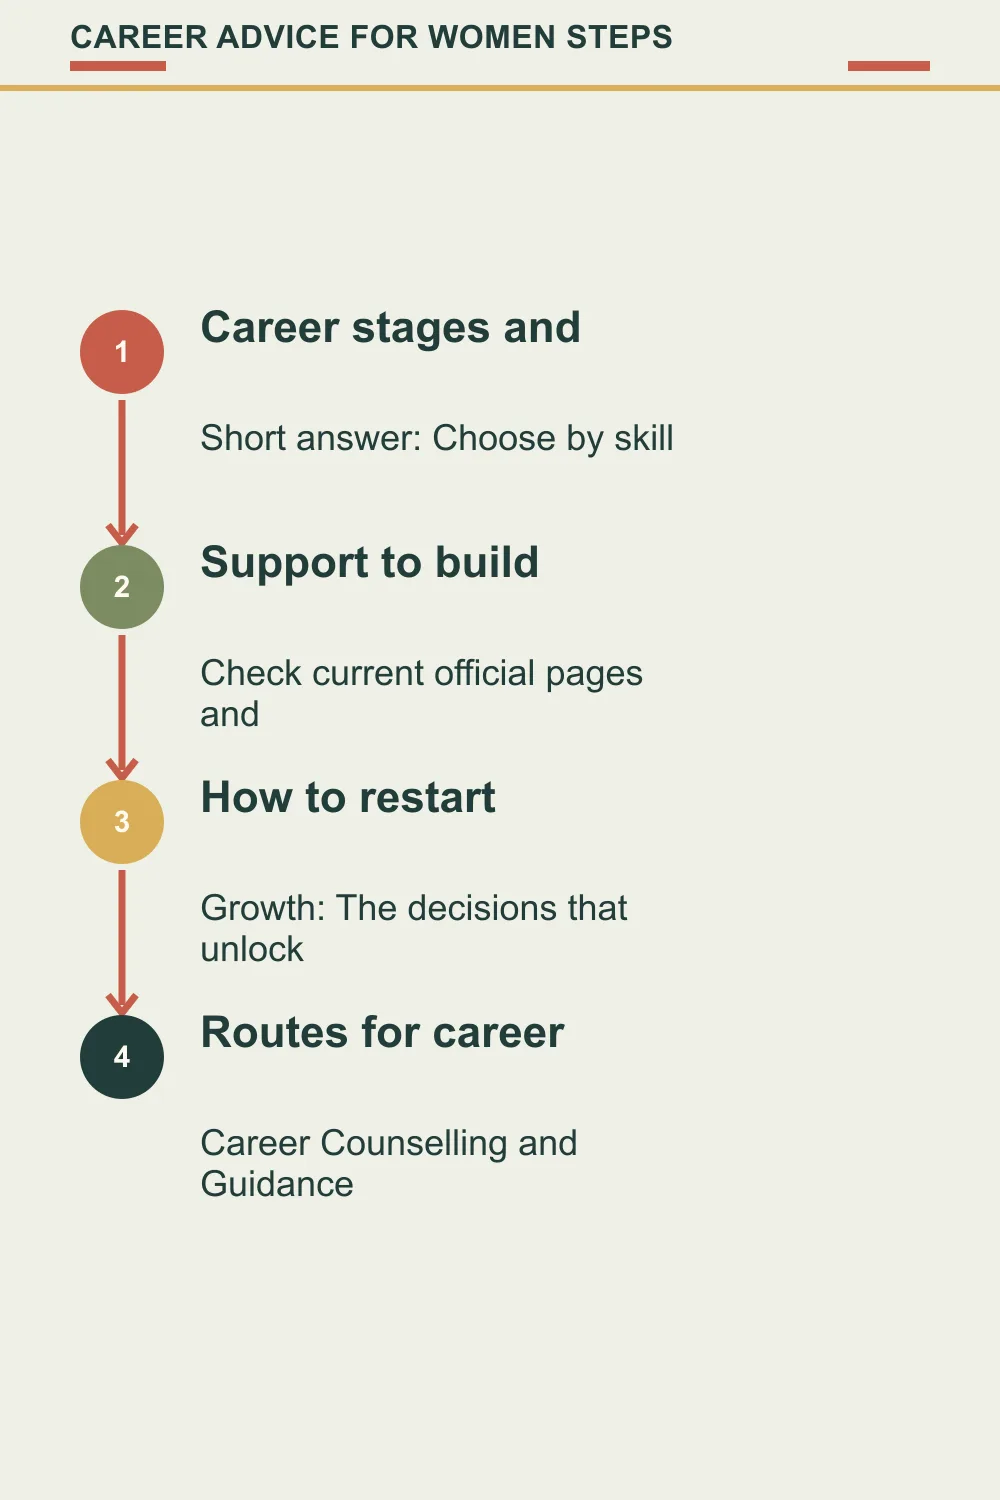 CAREER ADVICE FOR WOMEN STEPS
1
Career stages and
Short answer: Choose by skill
2
Support to build
Check current official pages
and
3
How to restart
Growth: The decisions that
unlock
4
Routes for career
Career Counselling and
Guidance